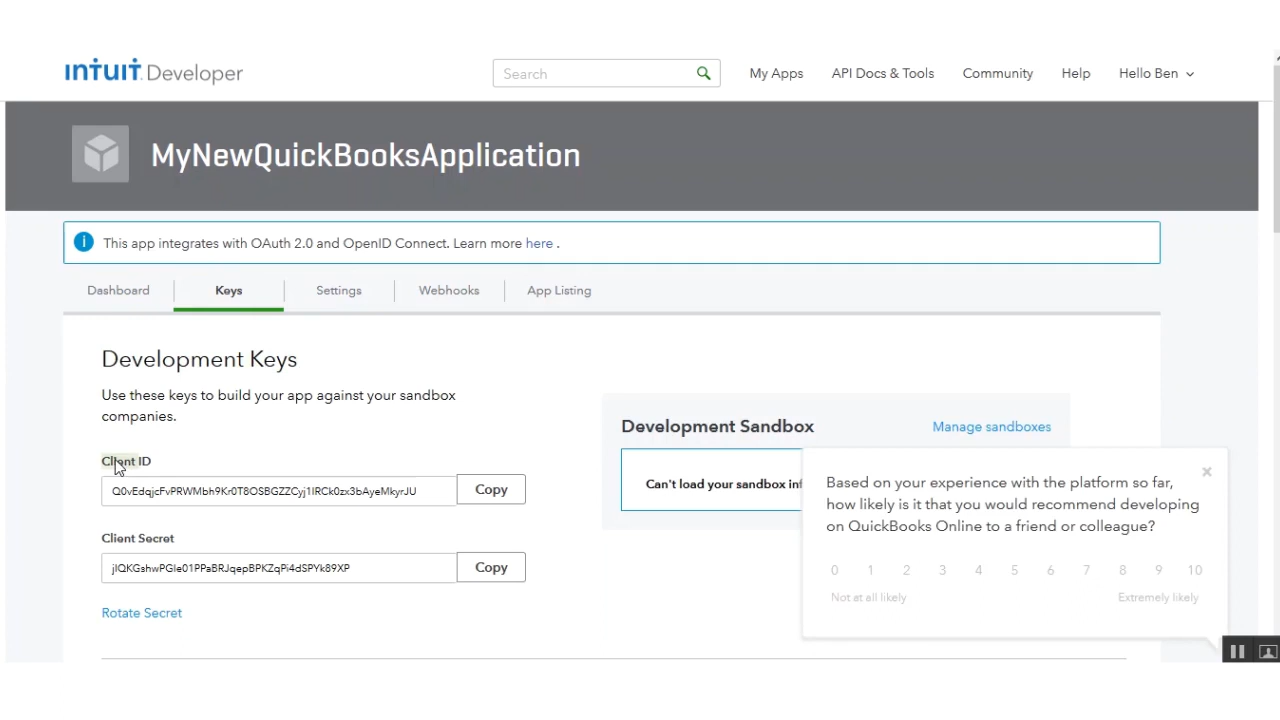 intuit Developer
Search
My Apps
API Docs & Tools
Community
Help
Hello Ben
MyNewQuickBooksApplication
This app integrates with OAuth 2.0 and OpenID Connect. Learn more here .
Dashboard
Keys
Settings
Webhooks
App Listing
Development Keys
Use these keys to build your app against your sandbox
companies.
Client ID
Q0vEdqjcFvPRWMbh9Kr0T8OSBGZZCyj1IRCk0zx3bAyeMkyrJU
Copy
Client Secret
jIQKGshwPGIe01PPaBRJqepBPKZqPi4dSPYk89XP
Copy
Rotate Secret
Development Sandbox
Manage sandboxes
Can't load your sandbox inf
Based on your experience with the platform so far,
how likely is it that you would recommend developing
on QuickBooks Online to a friend or colleague?
0 1 2 3 4 5 6 7 8 9 10
Not at all likely
Extremely likely